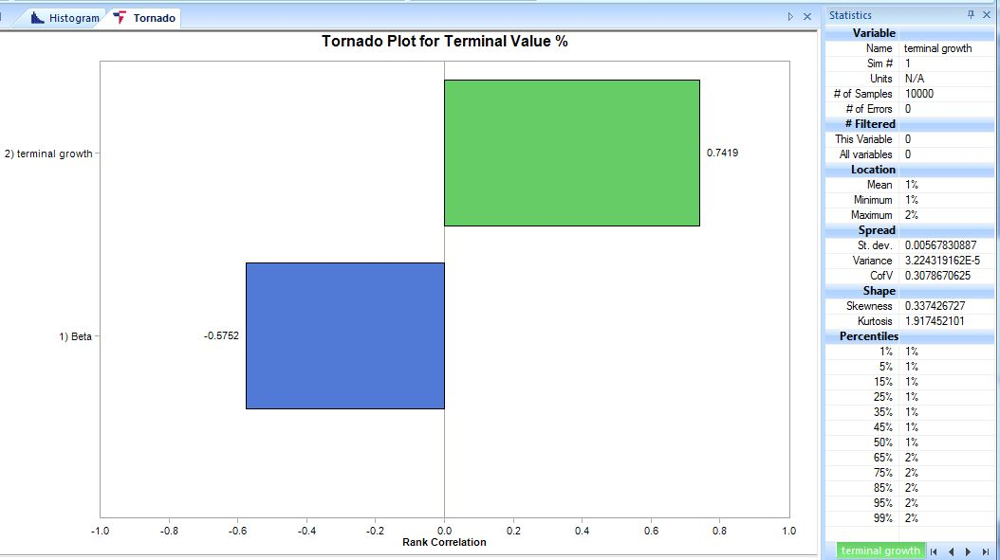 Histogram
Tornado
Tornado Plot for Terminal Value %
2) terminal growth
0.7419
1) Beta
-0.5752
-1.0 -0.8 -0.6 -0.4 -0.2 0.0 0.2 0.4 0.6 0.8 1.0
Rank Correlation
Statistics
Variable
Name terminal growth
Sim # 1
Units N/A
# of Samples 10000
# of Errors 0
# Filtered
This Variable 0
All variables 0
Location
Mean 1%
Minimum 1%
Maximum 2%
Spread
St. dev. 0.00567830887
Variance 3.224319162E-5
CofV 0.3078670625
Shape
Skewness 0.337426727
Kurtosis 1.917452101
Percentiles
1% 1%
5% 1%
15% 1%
25% 1%
35% 1%
45% 1%
50% 1%
65% 2%
75% 2%
85% 2%
95% 2%
99% 2%
terminal growth